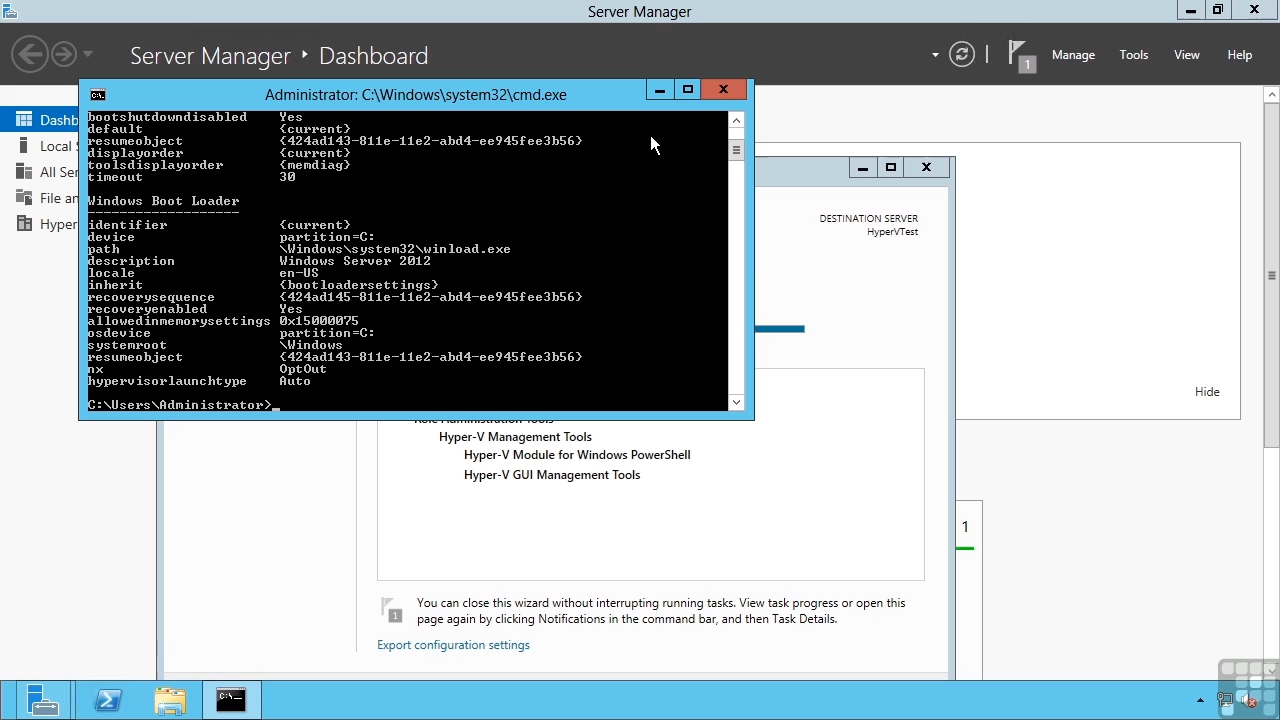 Server Manager
Server Manager ‣ Dashboard
1
Manage
Tools
View
Help
Dashb
Local S
All Ser
File an
Hyper
Administrator: C:\Windows\system32\cmd.exe
bootshutdowndisabled Yes
default {current}
resumeobject {424ad143-811e-11e2-abd4-ee945fee3b56}
displayorder {current}
toolsdisplayorder {memdiag}
timeout 30
Windows Boot Loader
-------------------
identifier {current}
device partition=C:
path \Windows\system32\winload.exe
description Windows Server 2012
locale en-US
inherit {bootloadersettings}
recoverysequence {424ad145-811e-11e2-abd4-ee945fee3b56}
recoveryenabled Yes
allowedinmemorysettings 0x15000075
osdevice partition=C:
systemroot \Windows
resumeobject {424ad143-811e-11e2-abd4-ee945fee3b56}
nx OptOut
hypervisorlaunchtype Auto
C:\Users\Administrator>_
DESTINATION SERVER
HyperVTest
Hide
Role Administration Tools
Hyper-V Management Tools
Hyper-V Module for Windows PowerShell
Hyper-V GUI Management Tools
1
1
You can close this wizard without interrupting running tasks. View task progress or open this
page again by clicking Notifications in the command bar, and then Task Details.
Export configuration settings